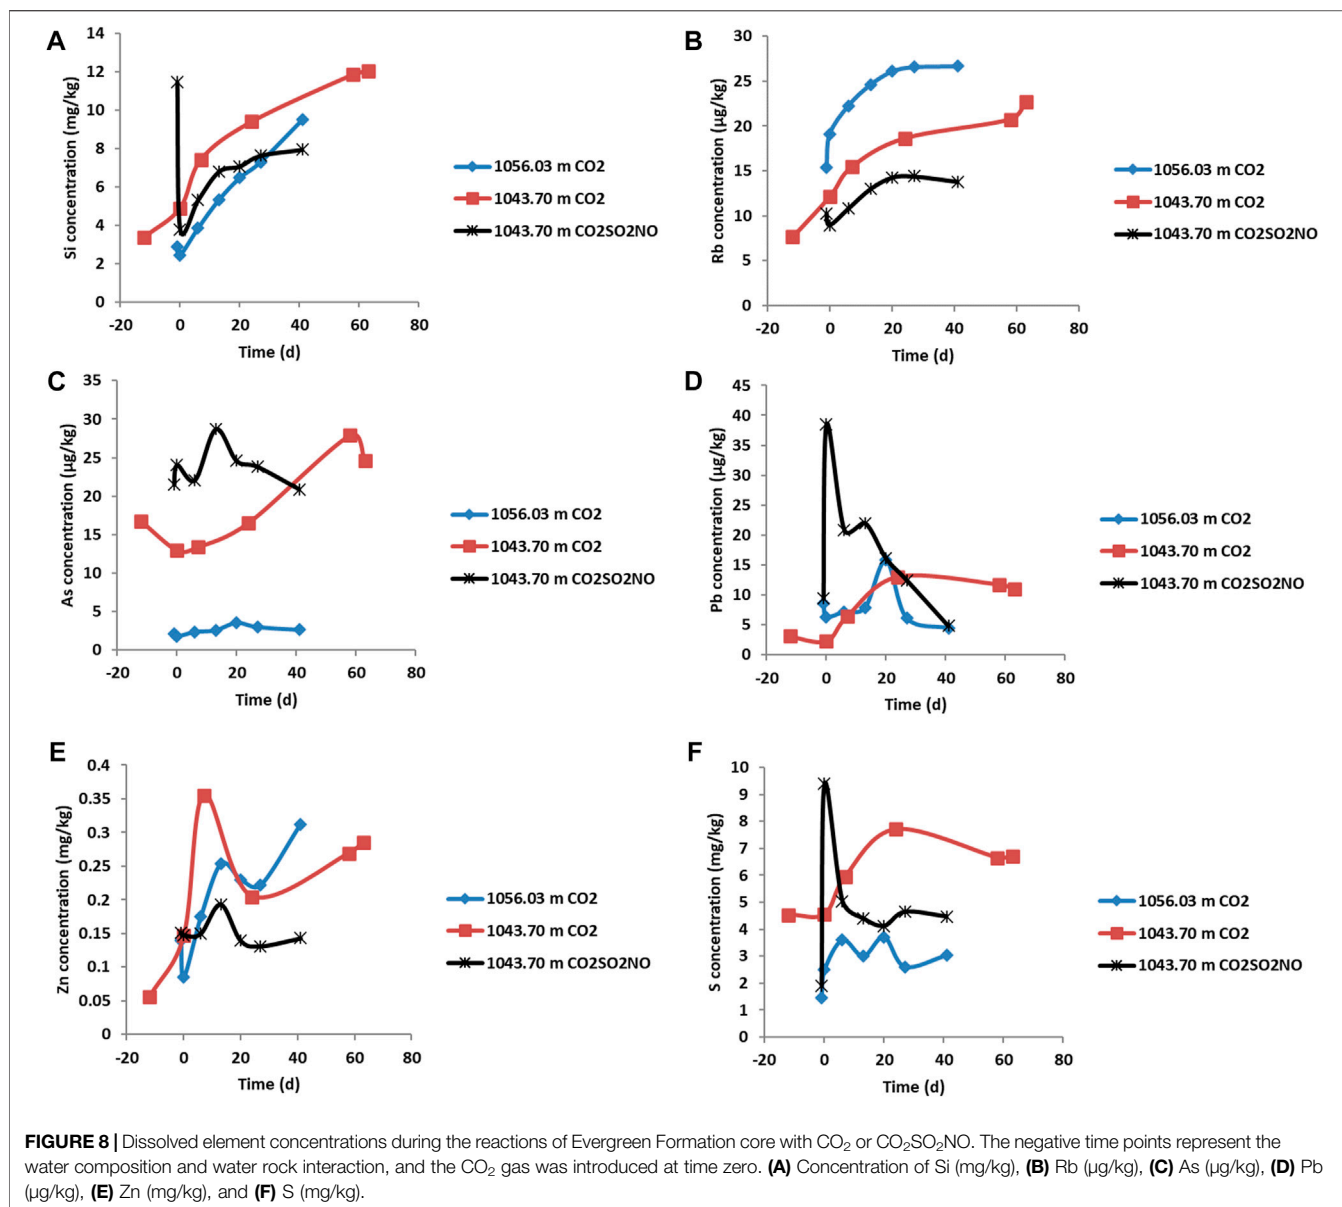 A
Si concentration (mg/kg)
14
12
10
8
6
4
2
0
-20 0 20 40 60 80
Time (d)
1056.03 m CO2
1043.70 m CO2
1043.70 m CO2SO2NO
B
Rb concentration (µg/kg)
30
25
20
15
10
5
0
-20 0 20 40 60 80
Time (d)
1056.03 m CO2
1043.70 m CO2
1043.70 m CO2SO2NO
C
As concentration (µg/kg)
35
30
25
20
15
10
5
0
-20 0 20 40 60 80
Time (d)
1056.03 m CO2
1043.70 m CO2
1043.70 m CO2SO2NO
D
Pb concentration (µg/kg)
45
40
35
30
25
20
15
10
5
0
-20 0 20 40 60 80
Time (d)
1056.03 m CO2
1043.70 m CO2
1043.70 m CO2SO2NO
E
Zn concentration (mg/kg)
0.4
0.35
0.3
0.25
0.2
0.15
0.1
0.05
0
-20 0 20 40 60 80
Time (d)
1056.03 m CO2
1043.70 m CO2
1043.70 m CO2SO2NO
F
S concentration (mg/kg)
10
9
8
7
6
5
4
3
2
1
0
-20 0 20 40 60 80
Time (d)
1056.03 m CO2
1043.70 m CO2
1043.70 m CO2SO2NO
FIGURE 8 | Dissolved element concentrations during the reactions of Evergreen Formation core with CO₂ or CO₂SO₂NO. The negative time points represent the
water composition and water rock interaction, and the CO₂ gas was introduced at time zero. (A) Concentration of Si (mg/kg), (B) Rb (µg/kg), (C) As (µg/kg), (D) Pb
(µg/kg), (E) Zn (mg/kg), and (F) S (mg/kg).